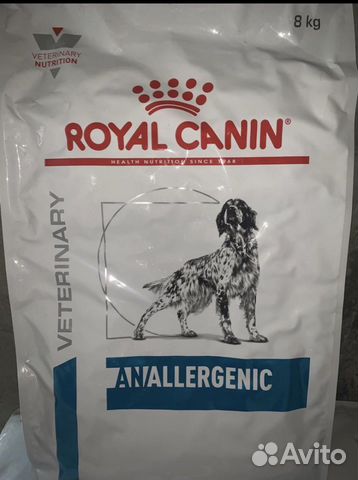 8 kg
VETERINARY
NUTRITION
ROYAL CANIN®
HEALTH NUTRITION SINCE 1968
VETERINARY
ANALLERGENIC
Avito